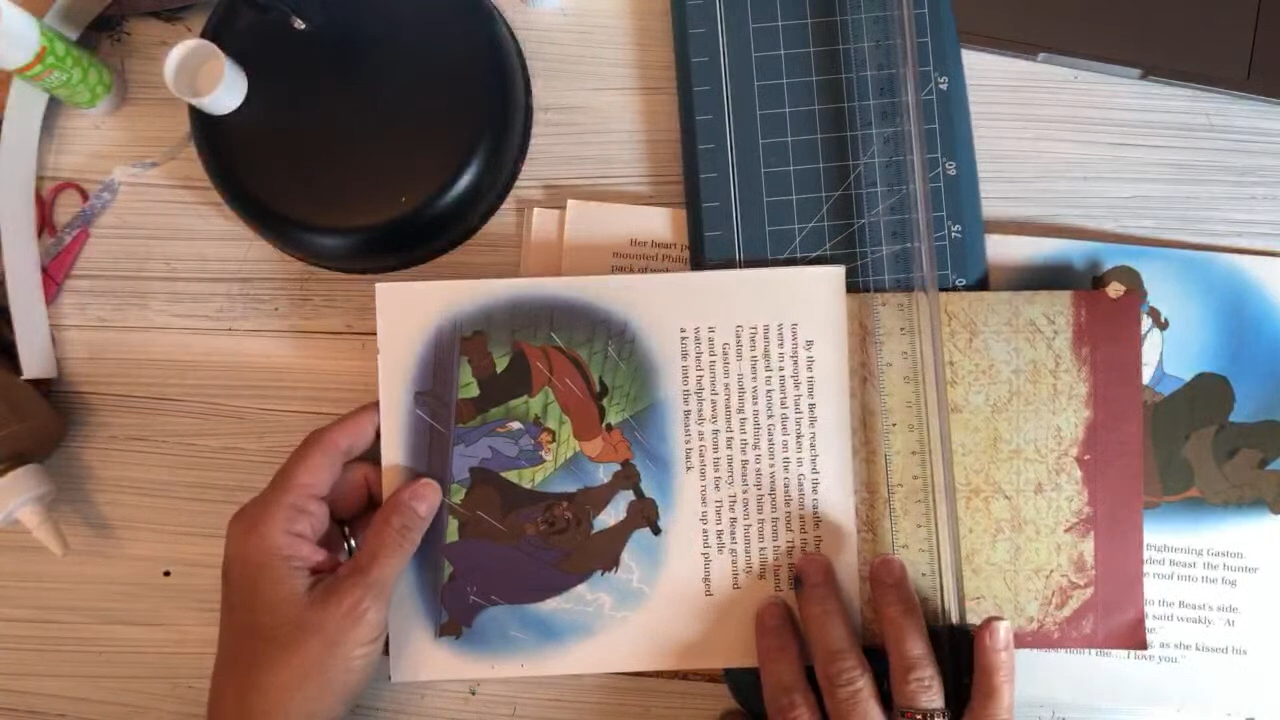 Her heart
mounted Philip
pack of
By the time Belle reached the castle, the
townspeople had broken in. Gaston and the
were in a mortal duel on the castle roof. The Beast
managed to knock Gaston's weapon from his hand.
Then there was nothing to stop him from killing
Gaston—nothing but the Beast's own humanity.
Gaston screamed for mercy. The Beast granted
it and turned away from his foe. Then Belle
watched helplessly as Gaston rose up and plunged
a knife into the Beast's back.
45°
60°
75°
frightening Gaston.
Beast the hunter
roof into the fog
to the Beast's side.
said weakly. "At
as she kissed his
die....I love you."